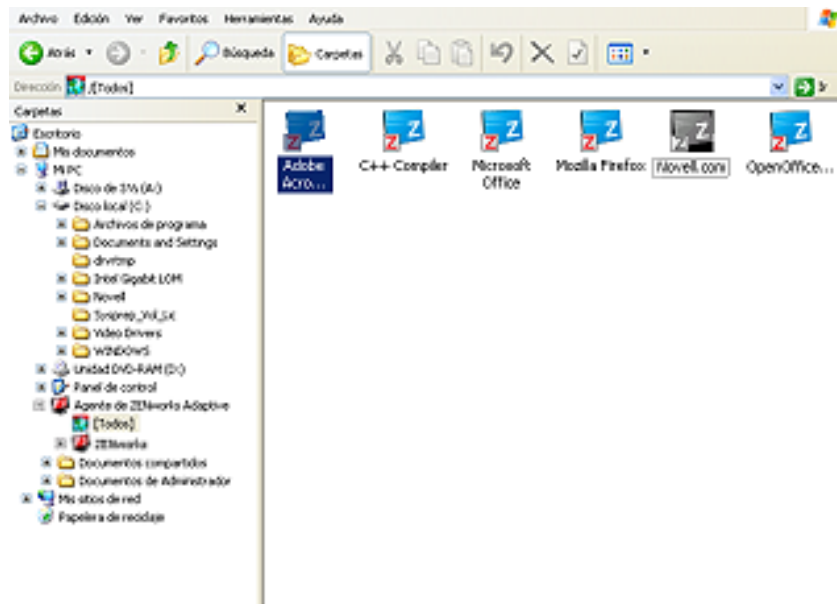 Archivo Edición Ver Favoritos Herramientas Ayuda
Atrás Búsqueda Carpetas
Dirección [Todos]
Carpetas
Escritorio
Mis documentos
Mi PC
Disco de 3½ (A:)
Disco local (C:)
Archivos de programa
Documents and Settings
drvrtmp
Intel Gigabit LOM
Novell
Sysprep_Vol_Lic
Video Drivers
WINDOWS
Unidad DVD-RAM (D:)
Panel de control
Agente de ZENworks Adaptive
[Todos]
ZENworks
Documentos compartidos
Documentos de Administrador
Mis sitios de red
Papelera de reciclaje
Adobe Acro...
C++ Compiler
Microsoft Office
Mozilla Firefox
Novell.com
OpenOffice...